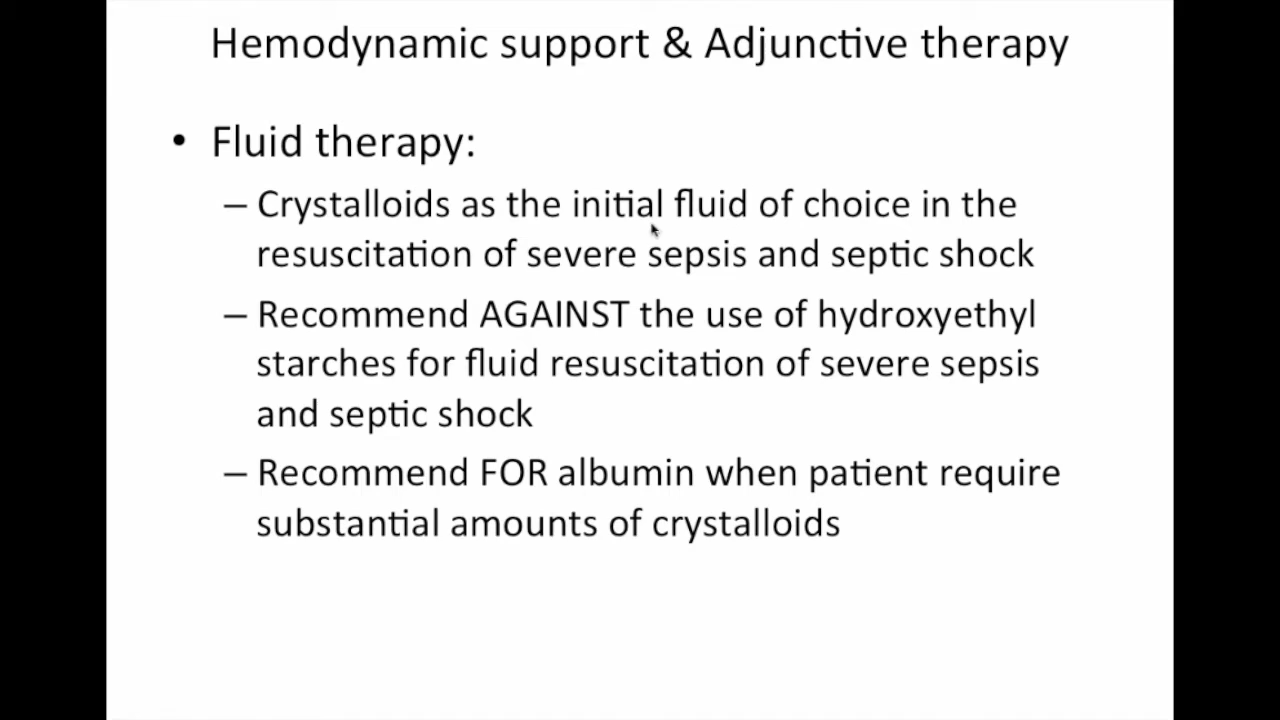 Hemodynamic support & Adjunctive therapy
• Fluid therapy:
– Crystalloids as the initial fluid of choice in the
resuscitation of severe sepsis and septic shock
– Recommend AGAINST the use of hydroxyethyl
starches for fluid resuscitation of severe sepsis
and septic shock
– Recommend FOR albumin when patient require
substantial amounts of crystalloids